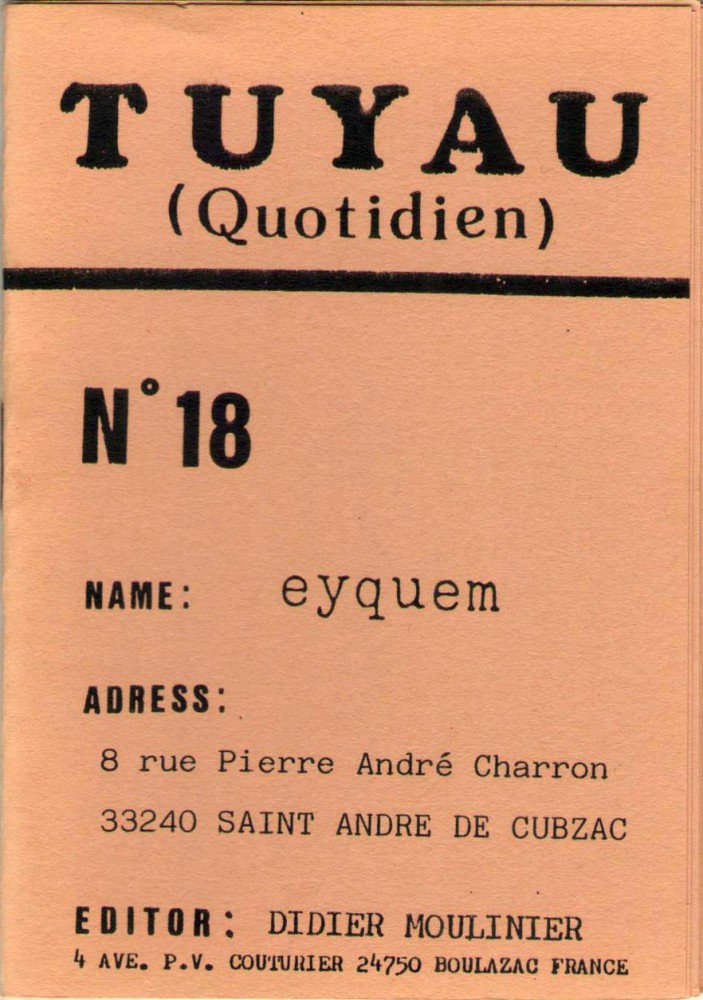 TUYAU
(Quotidien)
N° 18
NAME: eyquem
ADRESS:
8 rue Pierre André Charron
33240 SAINT ANDRE DE CUBZAC
EDITOR: DIDIER MOULINIER
4 AVE. P.V. COUTURIER 24750 BOULAZAC FRANCE